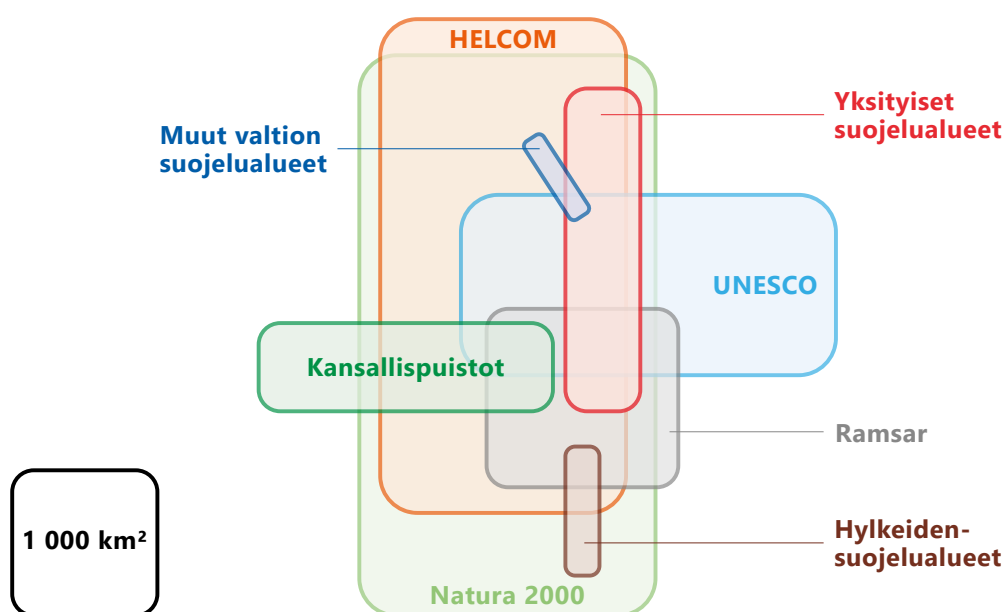 HELCOM
Yksityiset
suojelualueet
Muut valtion
suojelualueet
UNESCO
Kansallispuistot
Ramsar
1 000 km²
Hylkeiden-
suojelualueet
Natura 2000